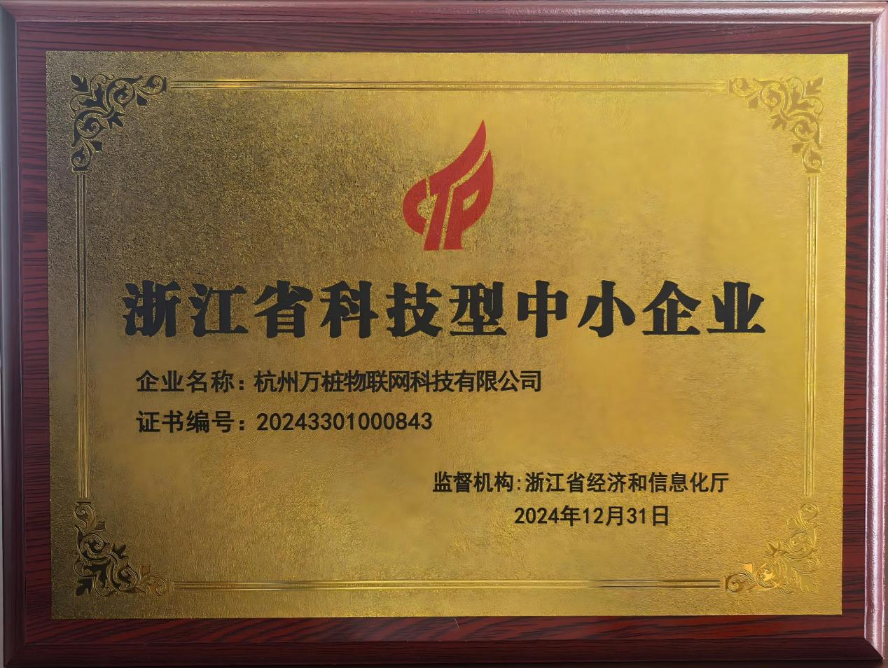 CTP
浙江省科技型中小企业
企业名称：杭州万桩物联网科技有限公司
证书编号：20243301000843
监督机构:浙江省经济和信息化厅
2024年12月31日